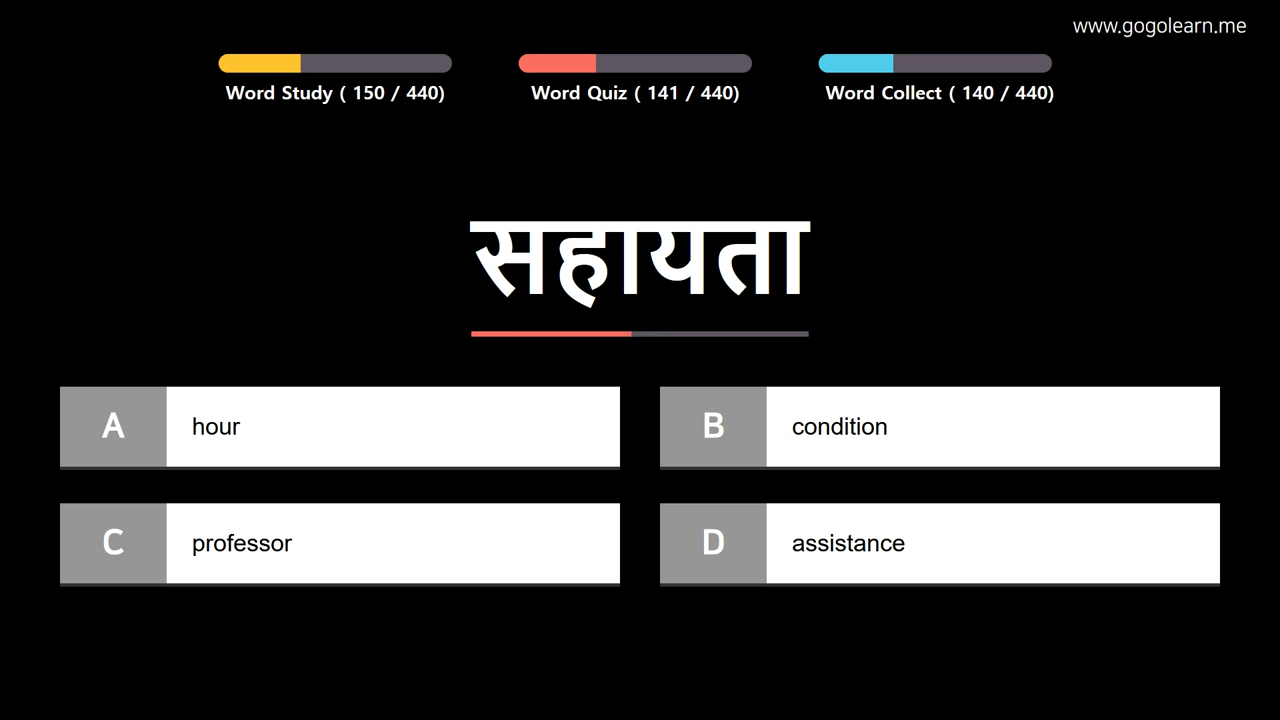 www.gogolearn.me
Word Study ( 150 / 440)
Word Quiz ( 141 / 440)
Word Collect ( 140 / 440)
सहायता
A hour
B condition
C professor
D assistance